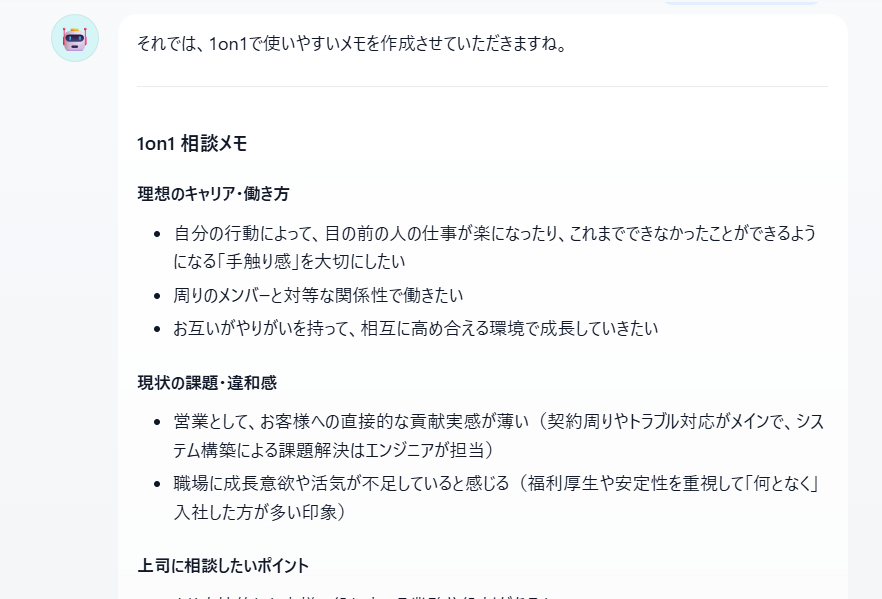 それでは、1on1で使いやすいメモを作成させていただきますね。
1on1 相談メモ
理想のキャリア・働き方
• 自分の行動によって、目の前の人の仕事が楽になったり、これまでできなかったことができるよう
になる「手触り感」を大切にしたい
• 周りのメンバーと対等な関係性で働きたい
• お互いがやりがいを持って、相互に高め合える環境で成長していきたい
現状の課題・違和感
• 営業として、お客様への直接的な貢献実感が薄い（契約周りやトラブル対応がメインで、シス
テム構築による課題解決はエンジニアが担当）
• 職場に成長意欲や活気が不足していると感じる（福利厚生や安定性を重視して「何となく」
入社した方が多い印象）
上司に相談したいポイント